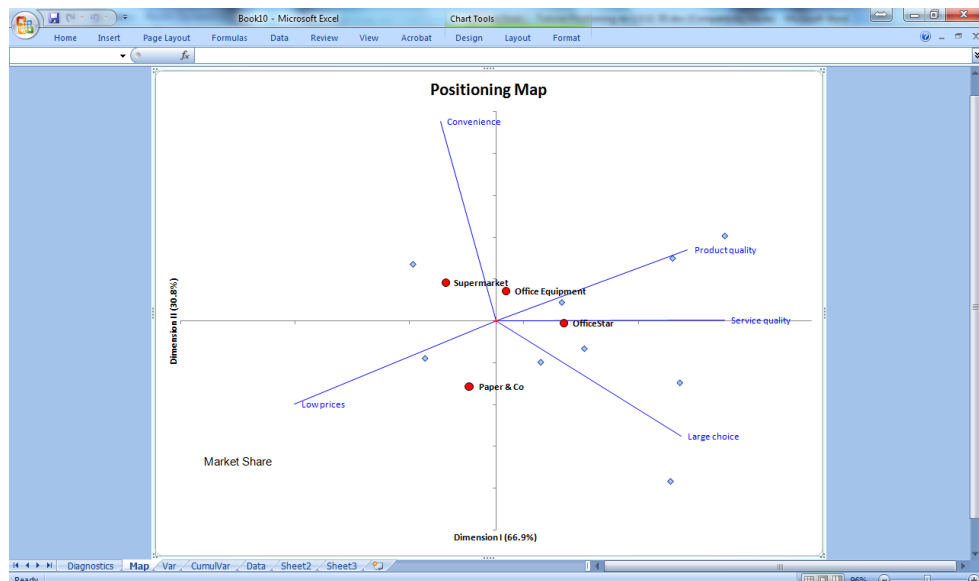 Book10 - Microsoft Excel
Chart Tools
Home Insert Page Layout Formulas Data Review View Acrobat Design Layout Format
fx
Positioning Map
Convenience
Product quality
Supermarket
Office Equipment
Service quality
OfficeStar
Dimension II (30.8%)
Paper & Co
Low prices
Large choice
Market Share
Dimension I (66.9%)
Diagnostics Map Var CumulVar Data Sheet2 Sheet3
Ready 96%